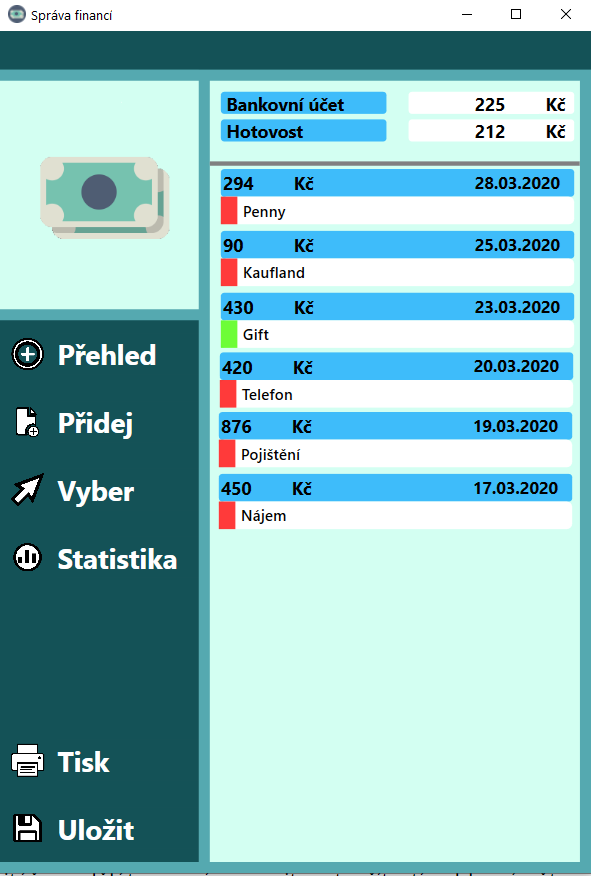 Správa financí
Bankovní účet 225 Kč
Hotovost 212 Kč
294 Kč 28.03.2020
Penny
90 Kč 25.03.2020
Kaufland
430 Kč 23.03.2020
Gift
420 Kč 20.03.2020
Telefon
876 Kč 19.03.2020
Pojištění
450 Kč 17.03.2020
Nájem
Přehled
Přidej
Vyber
Statistika
Tisk
Uložit